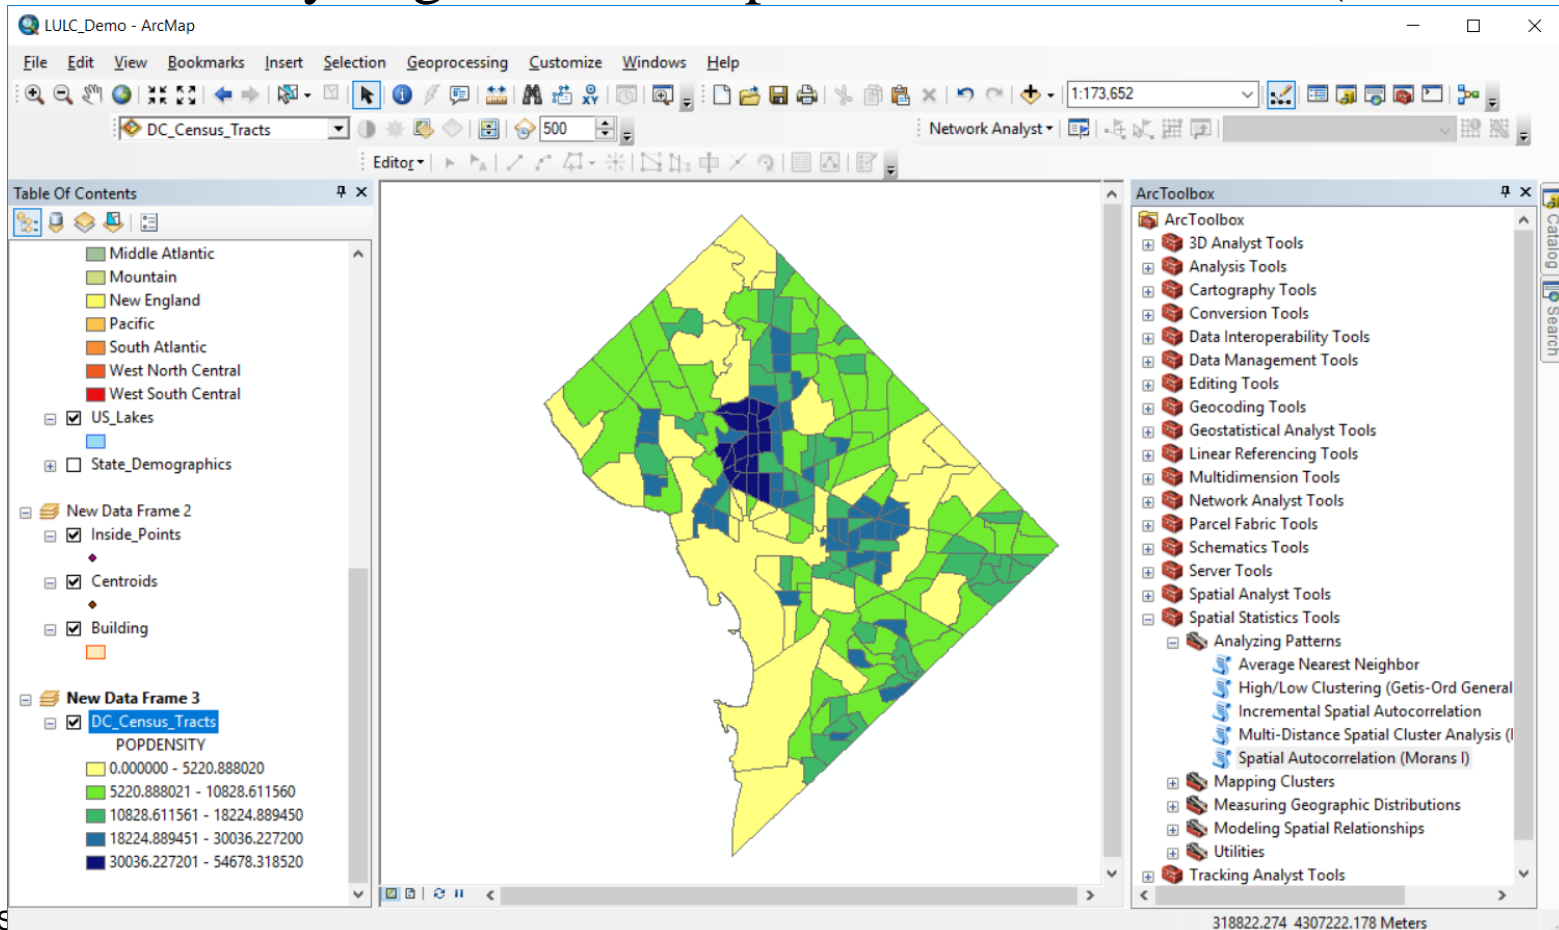 LULC_Demo - ArcMap
File Edit View Bookmarks Insert Selection Geoprocessing Customize Windows Help
1:173,652
DC_Census_Tracts
500
Network Analyst
Editor
Table Of Contents
Middle Atlantic
Mountain
New England
Pacific
South Atlantic
West North Central
West South Central
US_Lakes
State_Demographics
New Data Frame 2
Inside_Points
Centroids
Building
New Data Frame 3
DC_Census_Tracts
POPDENSITY
0.000000 - 5220.888020
5220.888021 - 10828.611560
10828.611561 - 18224.889450
18224.889451 - 30036.227200
30036.227201 - 54678.318520
ArcToolbox
ArcToolbox
3D Analyst Tools
Analysis Tools
Cartography Tools
Conversion Tools
Data Interoperability Tools
Data Management Tools
Editing Tools
Geocoding Tools
Geostatistical Analyst Tools
Linear Referencing Tools
Multidimension Tools
Network Analyst Tools
Parcel Fabric Tools
Schematics Tools
Server Tools
Spatial Analyst Tools
Spatial Statistics Tools
Analyzing Patterns
Average Nearest Neighbor
High/Low Clustering (Getis-Ord General
Incremental Spatial Autocorrelation
Multi-Distance Spatial Cluster Analysis (
Spatial Autocorrelation (Morans I)
Mapping Clusters
Measuring Geographic Distributions
Modeling Spatial Relationships
Utilities
Tracking Analyst Tools
Catalog
Search
318822.274 4307222.178 Meters